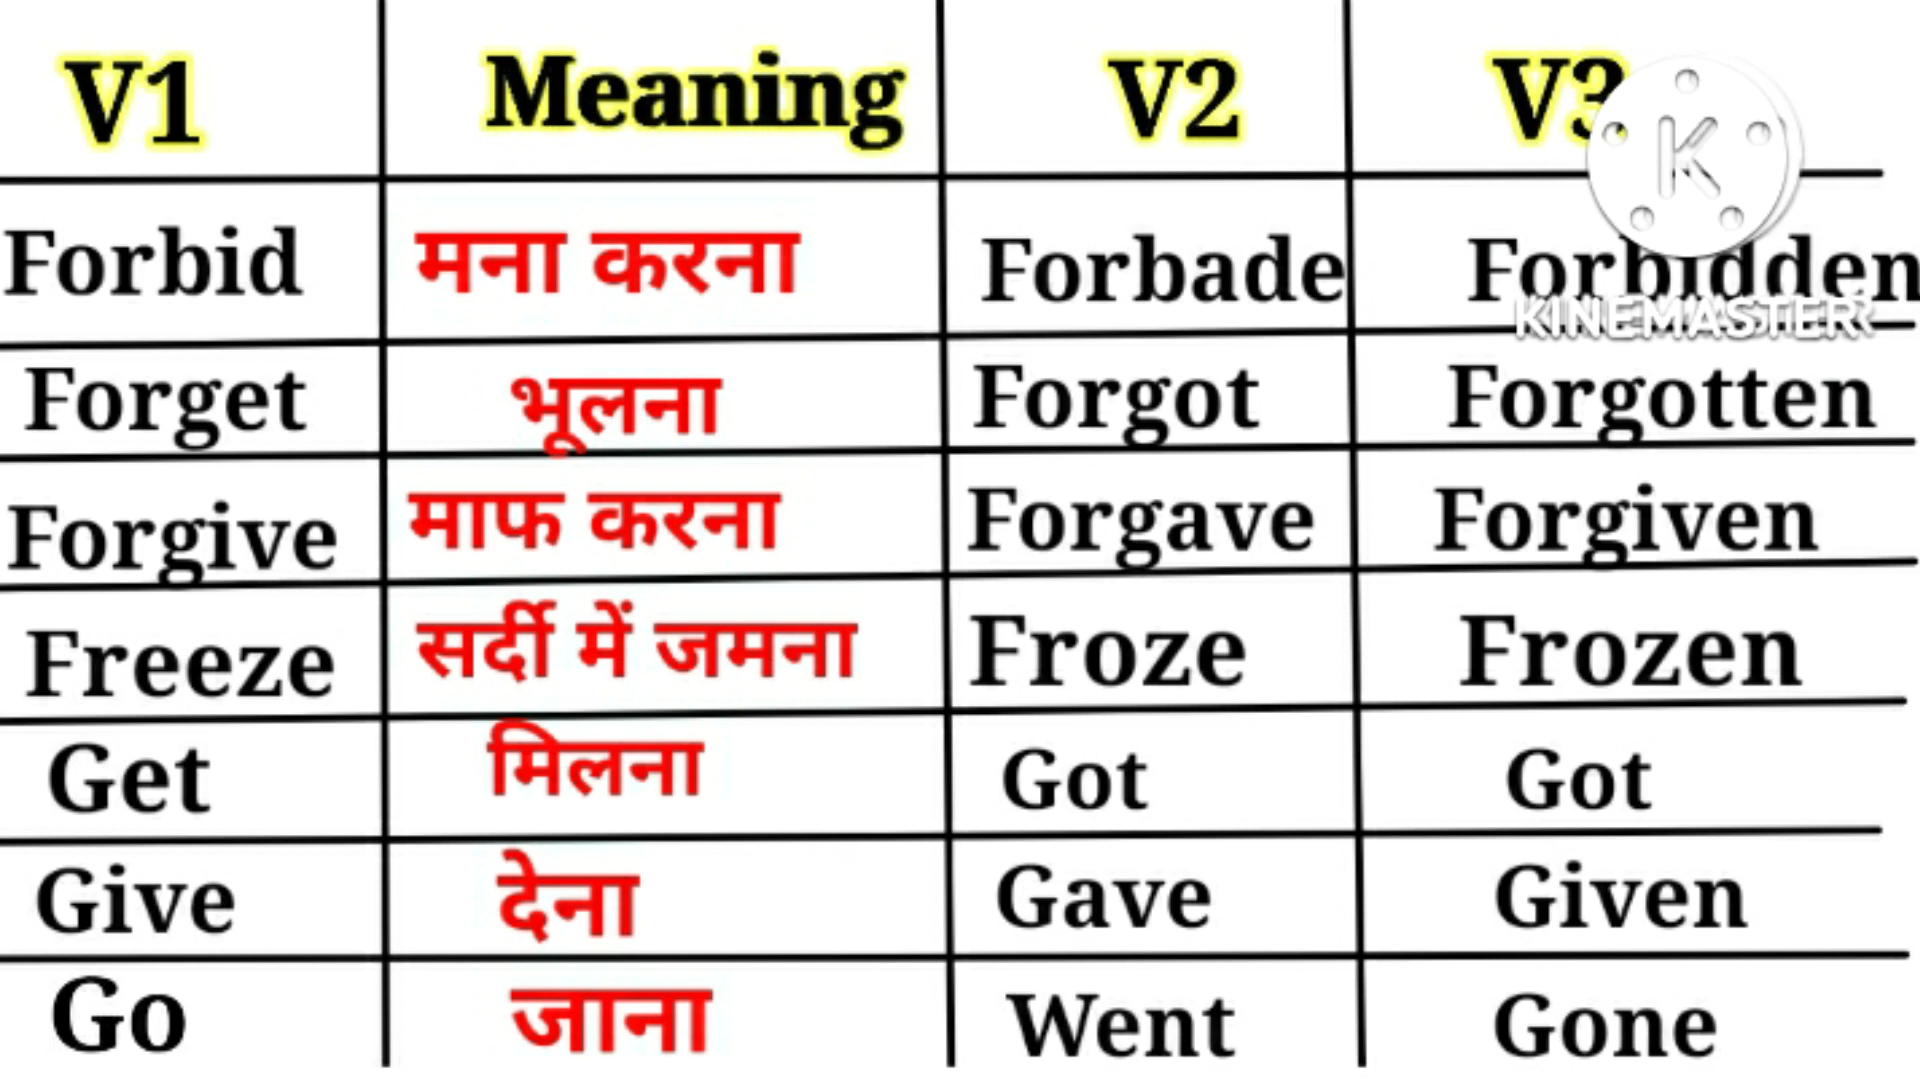 V1 Meaning V2 V3
Forbid मना करना Forbade Forbidden
Forget भूलना Forgot Forgotten
Forgive माफ करना Forgave Forgiven
Freeze सर्दी में जमना Froze Frozen
Get मिलना Got Got
Give देना Gave Given
Go जाना Went Gone
K
KINEMASTER